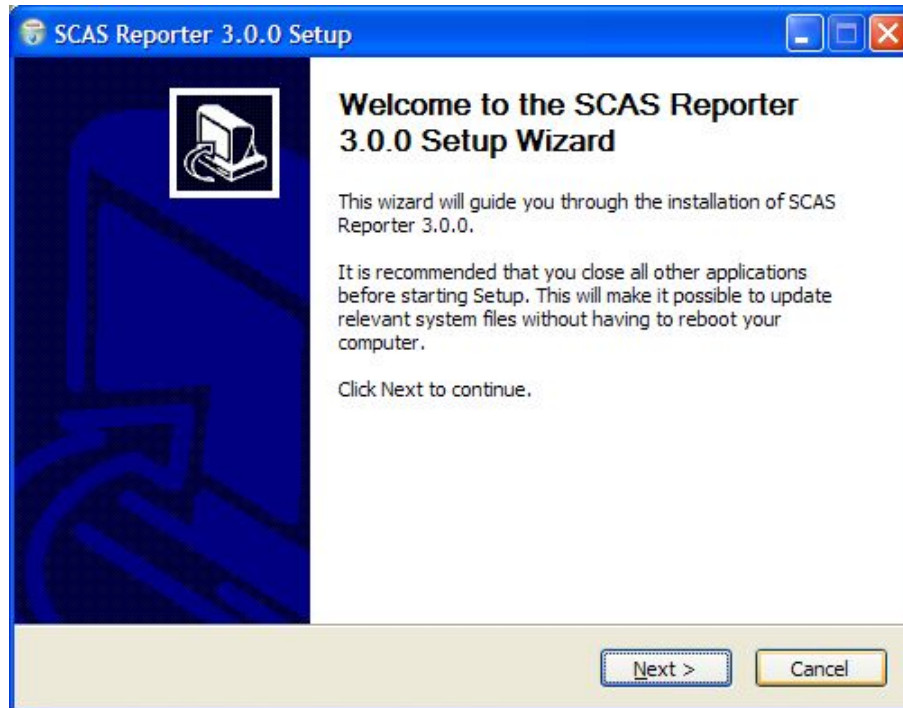 SCAS Reporter 3.0.0 Setup
Welcome to the SCAS Reporter
3.0.0 Setup Wizard
This wizard will guide you through the installation of SCAS
Reporter 3.0.0.
It is recommended that you close all other applications
before starting Setup. This will make it possible to update
relevant system files without having to reboot your
computer.
Click Next to continue.
Next >
Cancel